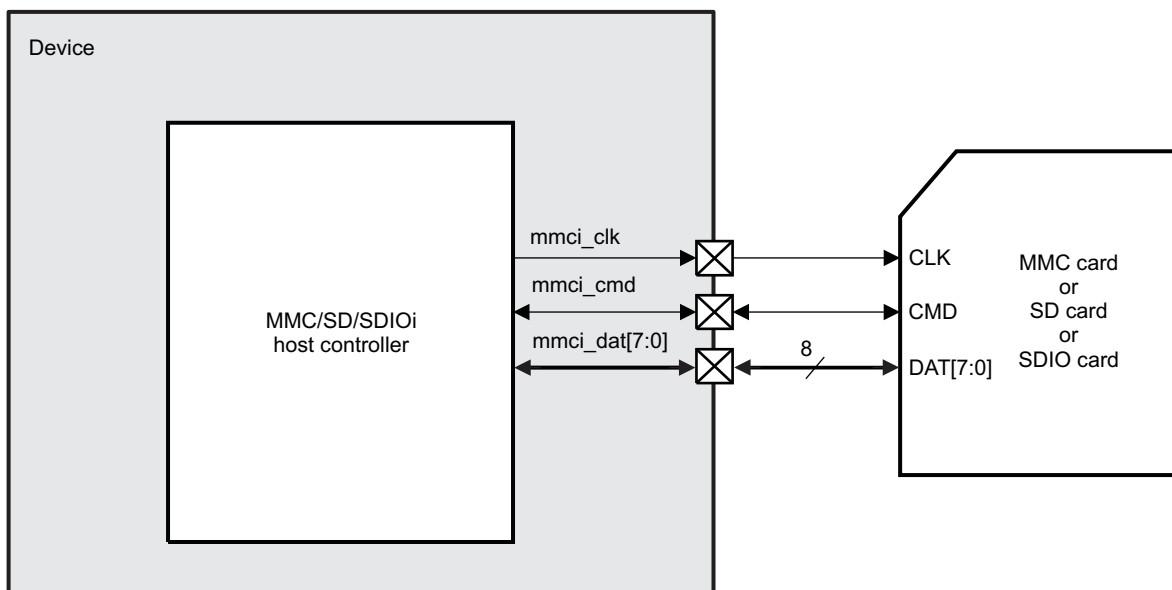 Device
MMC/SD/SDIOi
host controller
mmci_clk
mmci_cmd
mmci_dat[7:0]
8
CLK
CMD
DAT[7:0]
MMC card
or
SD card
or
SDIO card